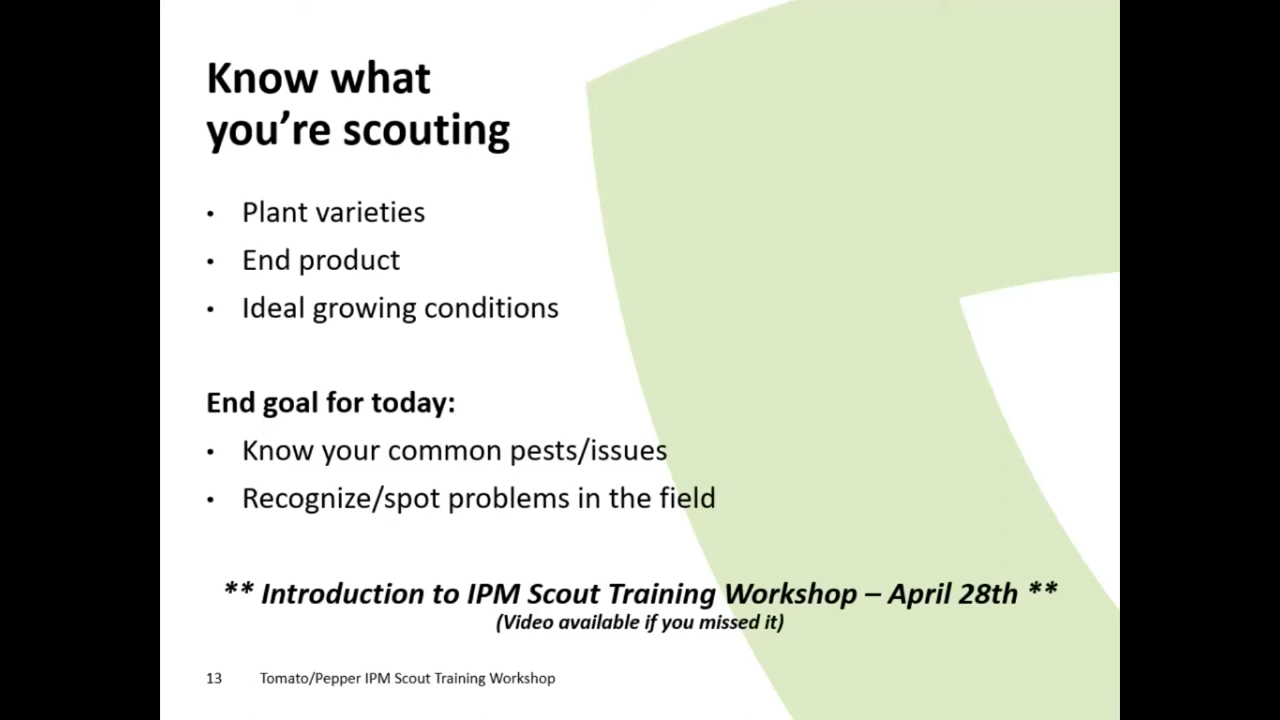 Know what
you're scouting
• Plant varieties
• End product
• Ideal growing conditions
End goal for today:
• Know your common pests/issues
• Recognize/spot problems in the field
** Introduction to IPM Scout Training Workshop – April 28th **
(Video available if you missed it)
13 Tomato/Pepper IPM Scout Training Workshop